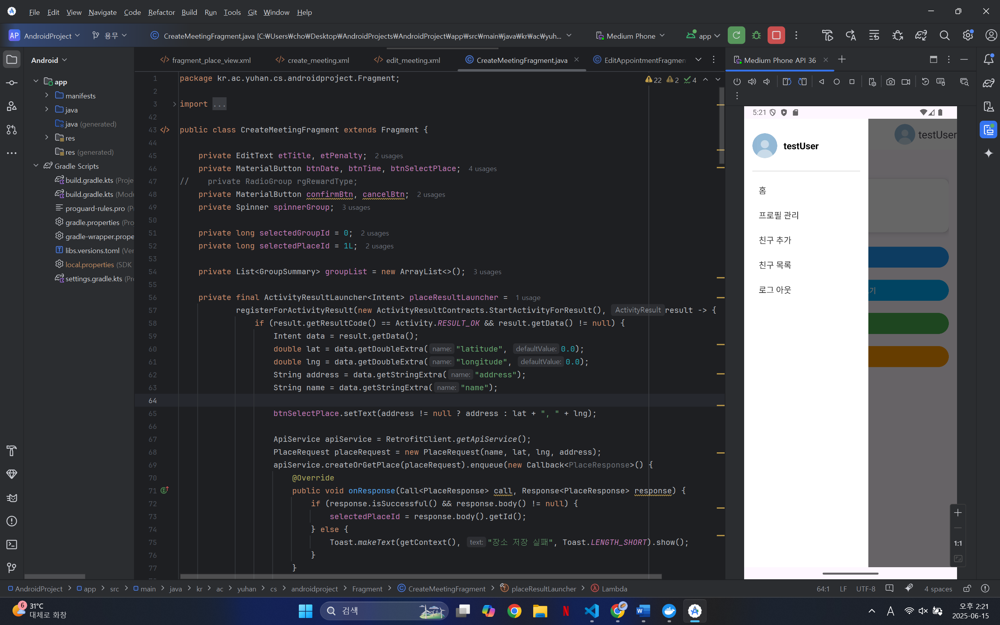 File Edit View Navigate Code Refactor Build Run Tools Git Window Help
AP AndroidProject 용무 CreateMeetingFragment.java [C:₩Users₩cho₩Desktop₩AndroidProjects₩AndroidProject₩app₩src₩main₩java₩kr₩ac₩yuh... Medium Phone app
Android
app
manifests
java
java (generated)
res
res (generated)
Gradle Scripts
build.gradle.kts (Proje
build.gradle.kts (Modu
proguard-rules.pro (Pr
gradle.properties (Pro
gradle-wrapper.prope
libs.versions.toml (Ver
local.properties (SDK
settings.gradle.kts (Pro
fragment_place_view.xml create_meeting.xml edit_meeting.xml CreateMeetingFragment.java EditAppointmentFragmen
22 2 4
1 package kr.ac.yuhan.cs.androidproject.Fragment;
2
3 import ...
42
43 public class CreateMeetingFragment extends Fragment {
44
45 private EditText etTitle, etPenalty; 2 usages
46 private MaterialButton btnDate, btnTime, btnSelectPlace; 4 usages
47 // private RadioGroup rgRewardType;
48 private MaterialButton confirmBtn, cancelBtn; 2 usages
49 private Spinner spinnerGroup; 3 usages
50
51 private long selectedGroupId = 0; 2 usages
52 private long selectedPlaceId = 1L; 2 usages
53
54 private List<GroupSummary> groupList = new ArrayList<>(); 3 usages
55
56 private final ActivityResultLauncher<Intent> placeResultLauncher = 1 usage
57 registerForActivityResult(new ActivityResultContracts.StartActivityForResult(), ActivityResult result -> {
58 if (result.getResultCode() == Activity.RESULT_OK && result.getData() != null) {
59 Intent data = result.getData();
60 double lat = data.getDoubleExtra( name: "latitude", defaultValue: 0.0);
61 double lng = data.getDoubleExtra( name: "longitude", defaultValue: 0.0);
62 String address = data.getStringExtra( name: "address");
63 String name = data.getStringExtra( name: "name");
64
65 btnSelectPlace.setText(address != null ? address : lat + ", " + lng);
66
67 ApiService apiService = RetrofitClient.getApiService();
68 PlaceRequest placeRequest = new PlaceRequest(name, lat, lng, address);
69 apiService.createOrGetPlace(placeRequest).enqueue(new Callback<PlaceResponse>() {
70 @Override
71 public void onResponse(Call<PlaceResponse> call, Response<PlaceResponse> response) {
72 if (response.isSuccessful() && response.body() != null) {
73 selectedPlaceId = response.body().getId();
74 } else {
75 Toast.makeText(getContext(), text: "장소 저장 실패", Toast.LENGTH_SHORT).show();
76 }
77 }
Medium Phone API 36
5:21
testUser
testUser
홈
프로필 관리
친구 추가
친구 목록
로그 아웃
기
1:1
AndroidProject > app > src > main > java > kr > ac > yuhan > cs > androidproject > Fragment > CreateMeetingFragment > placeResultLauncher > Lambda
64:1 LF UTF-8 4 spaces
6
31°C
대체로 화창
검색
A
오후 2:21
2025-06-15